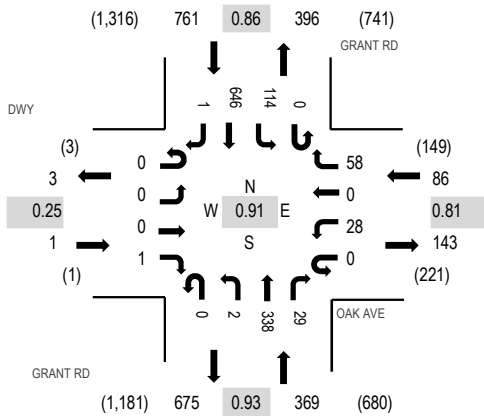 (1,316) 761 0.86 396 (741)
GRANT RD
1 646 114 0
DWY
(3) 0 58 (149)
3 0 0 86
N
0.25 0 W 0.91 E 28 0.81
S
1 1 0 143
(1) (221)
0 2 338 29
OAK AVE
GRANT RD
(1,181) 675 0.93 369 (680)